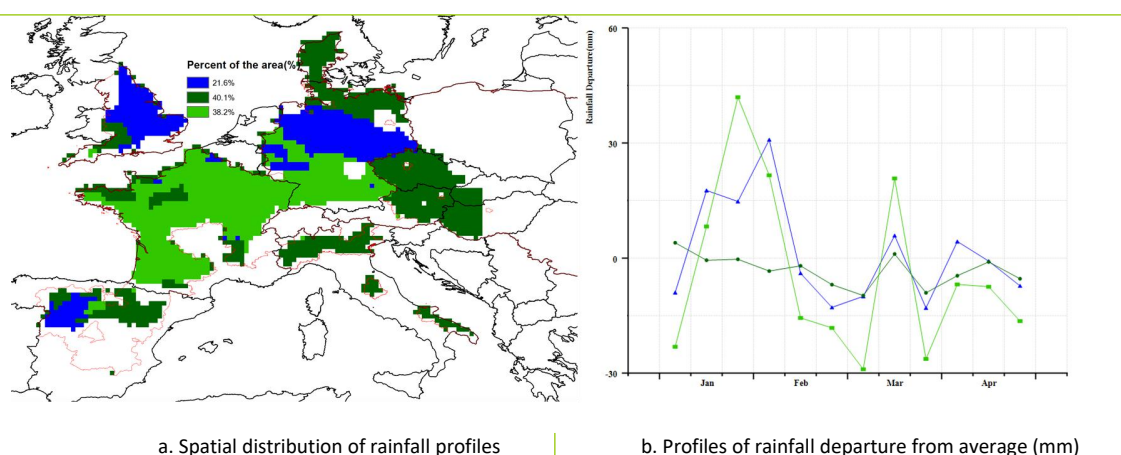 Percent of the area(%)
21.6%
40.1%
38.2%
Rainfall Departure(mm)
60
30
0
-30
Jan
Feb
Mar
Apr
a. Spatial distribution of rainfall profiles
b. Profiles of rainfall departure from average (mm)